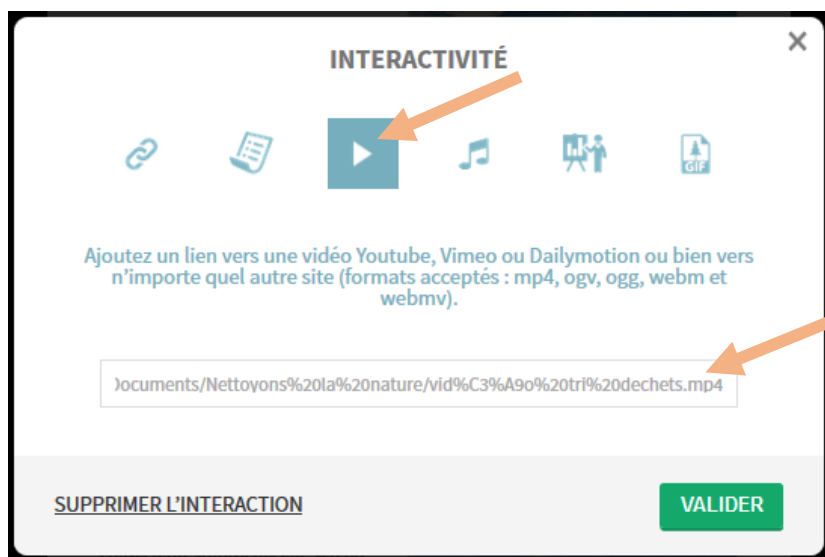 INTERACTIVITÉ
×
GIF
Ajoutez un lien vers une vidéo Youtube, Vimeo ou Dailymotion ou bien vers
n'importe quel autre site (formats acceptés : mp4, ogv, ogg, webm et
webmv).
Documents/Nettoyons%20la%20nature/vid%C3%A9o%20tri%20dechets.mp4
SUPPRIMER L'INTERACTION
VALIDER